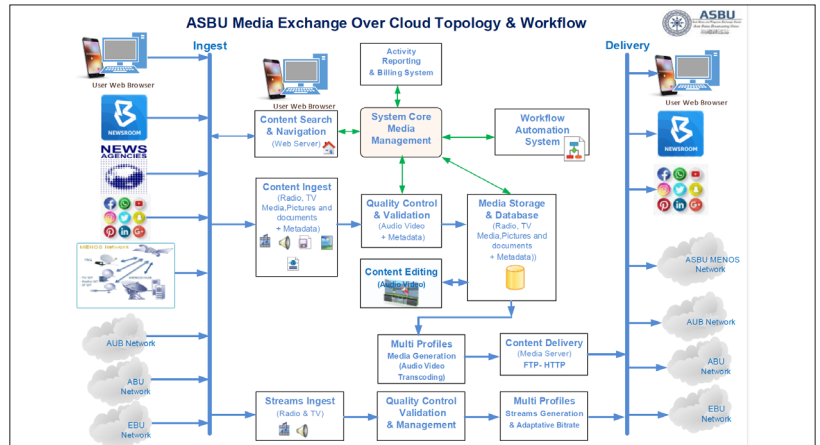 ASBU Media Exchange Over Cloud Topology & Workflow
ASBU
Ingest
Delivery
User Web Browser
NEWSROOM
NEWS
AGENCIES
MENOS Network
AUB Network
ABU
Network
EBU
Network
User Web Browser
Activity
Reporting
& Billing System
Content Search
& Navigation
(Web Server)
System Core
Media
Management
Workflow
Automation
System
Content Ingest
(Radio, TV
Media,Pictures and
documents
+ Metadata)
Quality Control
& Validation
(Audio Video
+ Metadata)
Media Storage
& Database
(Radio, TV
Media,Pictures and
documents
+ Metadata))
Content Editing
(Audio Video)
Multi Profiles
Media Generation
(Audio Video
Transcoding)
Content Delivery
(Media Server)
FTP- HTTP
Streams Ingest
(Radio & TV)
Quality Control
Validation
& Management
Multi Profiles
Streams Generation
& Adaptative Bitrate
User Web Browser
NEWSROOM
ASBU MENOS
Network
AUB Network
ABU
Network
EBU
Network